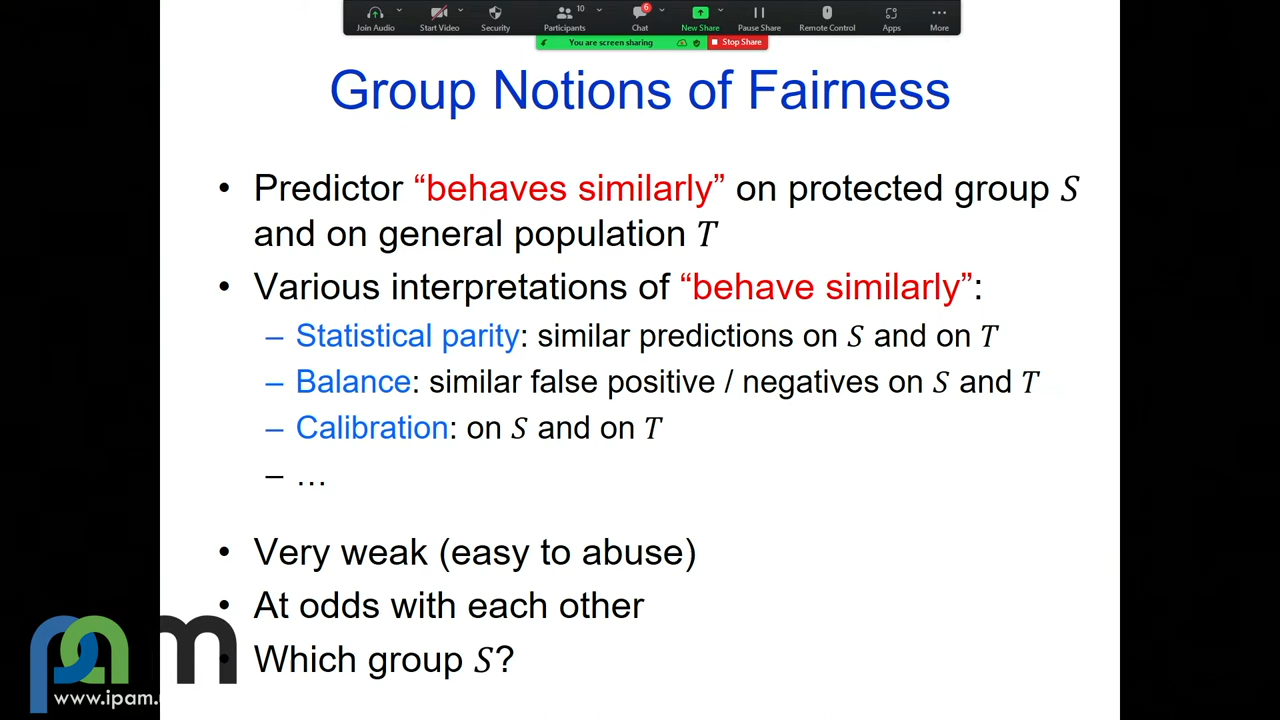 10
6
Join Audio
Start Video
Security
Participants
Chat
New Share
Pause Share
Remote Control
Apps
More
You are screen sharing
Stop Share
Group Notions of Fairness
• Predictor “behaves similarly” on protected group S
and on general population T
• Various interpretations of “behave similarly”:
– Statistical parity: similar predictions on S and on T
– Balance: similar false positive / negatives on S and T
– Calibration: on S and on T
– …
• Very weak (easy to abuse)
• At odds with each other
• Which group S?
ipam
www.ipam.